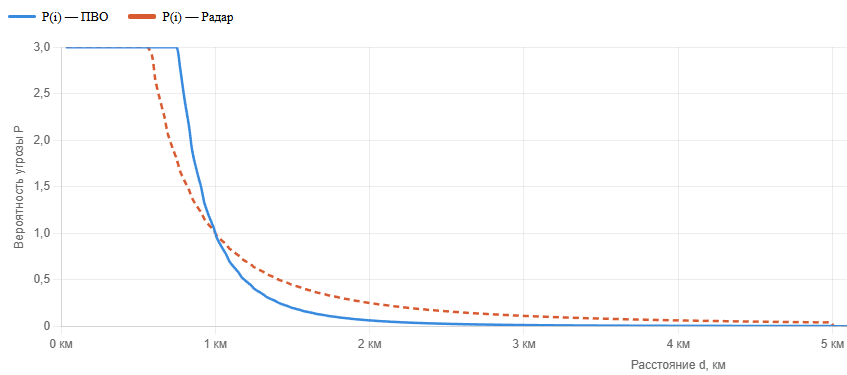 P(i) — ПВО P(i) — Радар
Вероятность угрозы P
3,0
2,5
2,0
1,5
1,0
0,5
0
0 км 1 км 2 км 3 км 4 км 5 км
Расстояние d, км